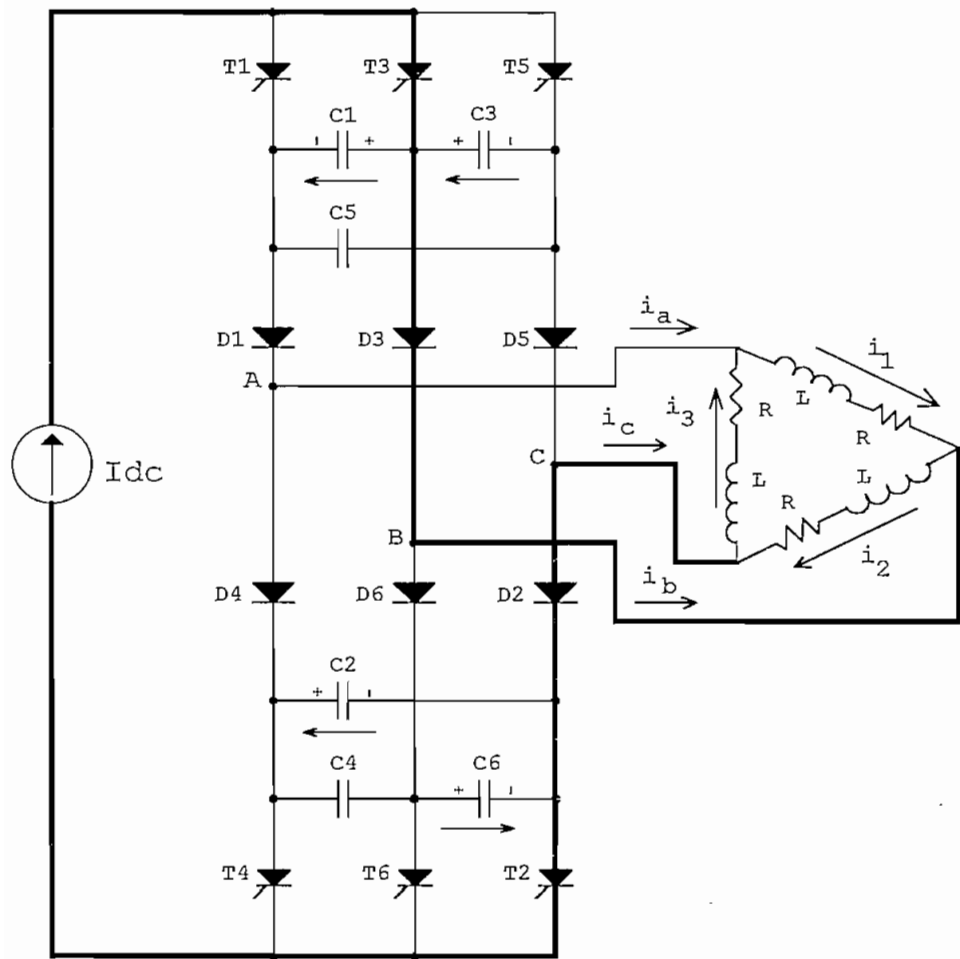 T1 T3 T5
C1 C3
- + + -
C5
D1 D3 D5
i_a
i_1
A
L
R
i_3
i_c
R
C
Idc
L
L
R
B
i_2
i_b
D4 D6 D2
C2
+ -
C4 C6
+ -
T4 T6 T2